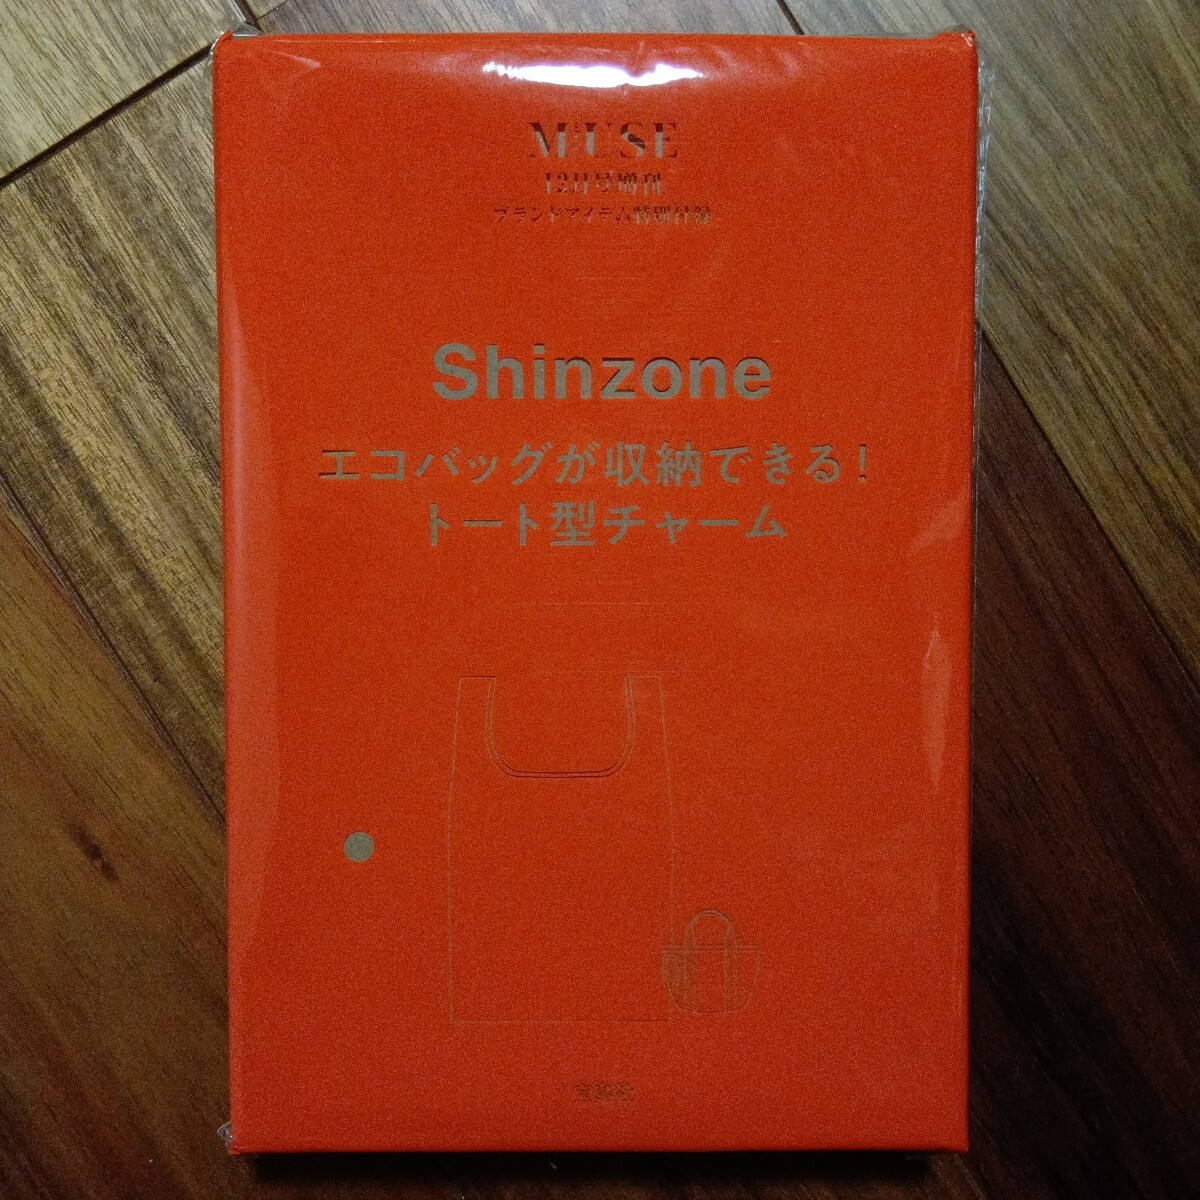 MUSE
12月号増刊
ブランドアイテム特別付録
Shinzone
エコバッグが収納できる!
トート型チャーム
宝島社